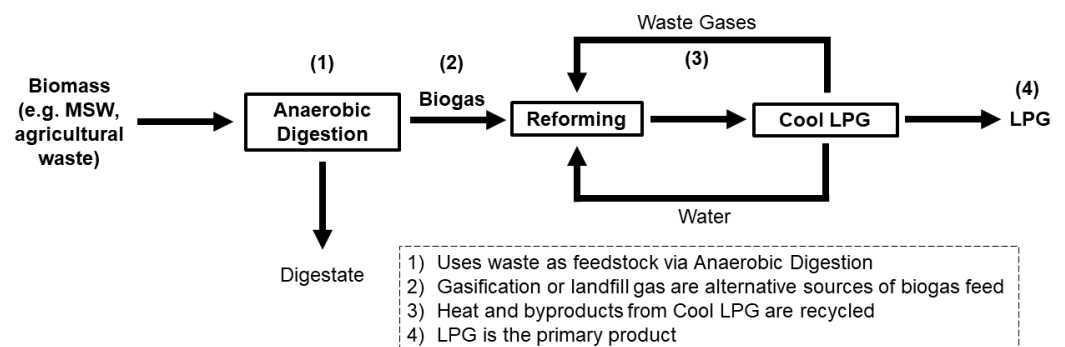 Waste Gases
(1)
(2)
(3)
(4)
Biomass
(e.g. MSW,
agricultural
waste)
Anaerobic
Digestion
Biogas
Reforming
Cool LPG
LPG
Water
Digestate
1) Uses waste as feedstock via Anaerobic Digestion
2) Gasification or landfill gas are alternative sources of biogas feed
3) Heat and byproducts from Cool LPG are recycled
4) LPG is the primary product